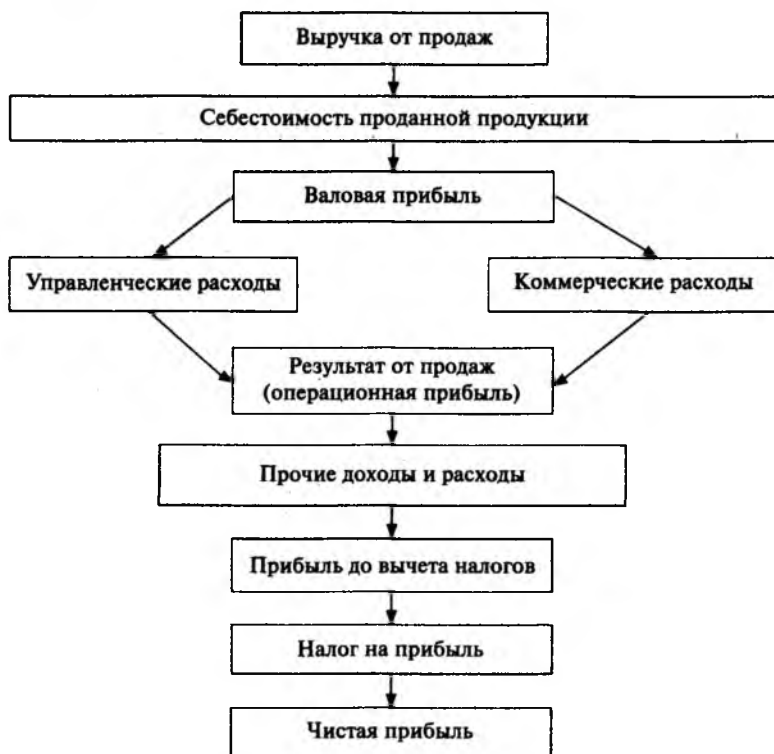 Выручка от продаж
Себестоимость проданной продукции
Валовая прибыль
Управленческие расходы
Коммерческие расходы
Результат от продаж
(операционная прибыль)
Прочие доходы и расходы
Прибыль до вычета налогов
Налог на прибыль
Чистая прибыль